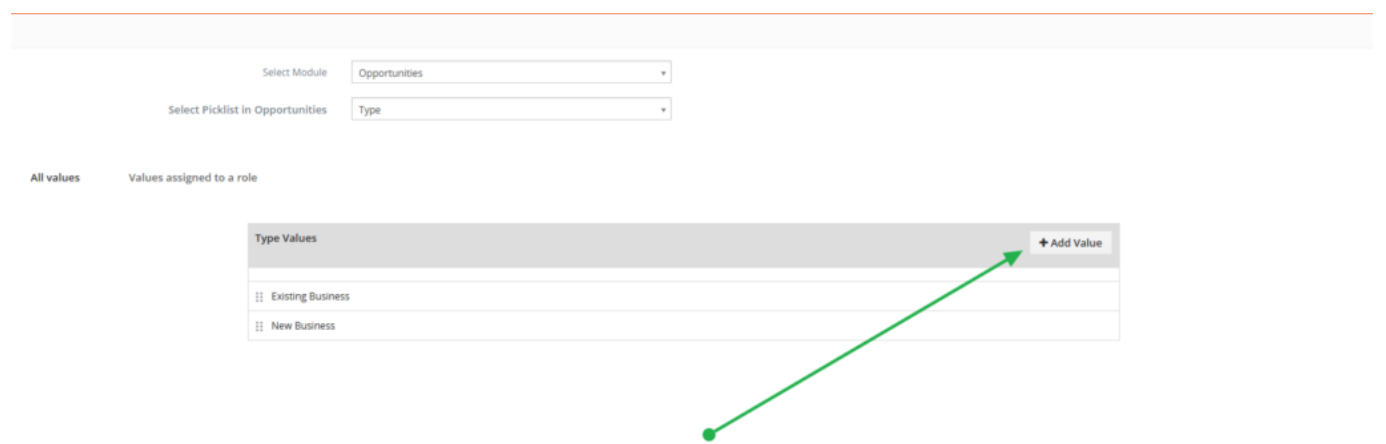 Select Module Opportunities
Select Picklist in Opportunities Type
All values Values assigned to a role
Type Values + Add Value
Existing Business
New Business